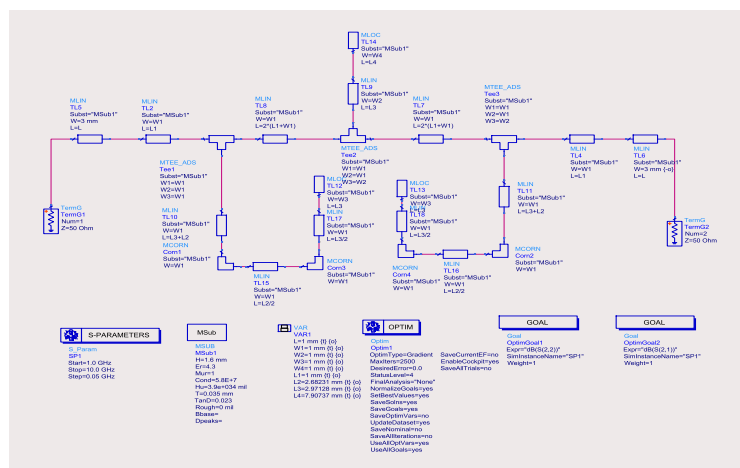 MLOC
TL14
Subst="MSub1"
W=W4
L=L4
MLIN
TL5
Subst="MSub1"
W=3 mm
L=L
MLIN
TL2
Subst="MSub1"
W=W1
L=L1
MLIN
TL8
Subst="MSub1"
W=W1
L=2*(L1+W1)
MLIN
TL9
Subst="MSub1"
W=W2
L=L3
MLIN
TL7
Subst="MSub1"
W=W1
L=2*(L1+W1)
MTEE_ADS
Tee3
Subst="MSub1"
W1=W1
W2=W1
W3=W2
MTEE_ADS
Tee1
Subst="MSub1"
W1=W1
W2=W1
W3=W1
MTEE_ADS
Tee2
Subst="MSub1"
W1=W1
W2=W1
W3=W2
MLIN
TL4
Subst="MSub1"
W=W1
L=L1
MLIN
TL6
Subst="MSub1"
W=3 mm {-o}
L=L
TermG
TermG1
Num=1
Z=50 Ohm
MLIN
TL10
Subst="MSub1"
W=W1
L=L3+L2
MCORN
Corn1
Subst="MSub1"
W=W1
MLOC
TL12
Subst="MSub1"
W=W3
L=L3
MLIN
TL17
Subst="MSub1"
W=W1
L=L3/2
MLOC
TL13
Subst="MSub1"
W=W3
TL18
Subst="MSub1"
W=W1
L=L3/2
MLIN
TL11
Subst="MSub1"
W=W1
L=L3+L2
TermG
TermG2
Num=2
Z=50 Ohm
MLIN
TL15
Subst="MSub1"
W=W1
L=L2/2
MCORN
Corn3
Subst="MSub1"
W=W1
MCORN
Corn4
Subst="MSub1"
W=W1
MLIN
TL16
Subst="MSub1"
W=W1
L=L2/2
MCORN
Corn2
Subst="MSub1"
W=W1
S-PARAMETERS
S_Param
SP1
Start=1.0 GHz
Stop=10.0 GHz
Step=0.05 GHz
MSub
MSUB
MSub1
H=1.6 mm
Er=4.3
Mur=1
Cond=5.8E+7
Hu=3.9e+034 mil
T=0.035 mm
TanD=0.023
Rough=0 mil
Bbase=
Dpeaks=
VAR
VAR1
L=1 mm {t} {o}
W1=1 mm {t} {o}
W2=1 mm {t} {o}
W3=1 mm {t} {o}
W4=1 mm {t} {o}
L1=1 mm {t} {o}
L2=2.68231 mm {t} {o}
L3=2.97128 mm {t} {o}
L4=7.90737 mm {t} {o}
OPTIM
Optim
Optim1
OptimType=Gradient
MaxIters=2500
DesiredError=0.0
StatusLevel=4
FinalAnalysis="None"
NormalizeGoals=yes
SetBestValues=yes
SaveSolns=yes
SaveGoals=yes
SaveOptimVars=no
UpdateDataset=yes
SaveNominal=no
SaveAllIterations=no
UseAllOptVars=yes
UseAllGoals=yes
SaveCurrentEF=no
EnableCockpit=yes
SaveAllTrials=no
GOAL
Goal
OptimGoal1
Expr="dB(S(2,2))"
SimInstanceName="SP1"
Weight=1
GOAL
Goal
OptimGoal2
Expr="dB(S(1,1))"
SimInstanceName="SP1"
Weight=1